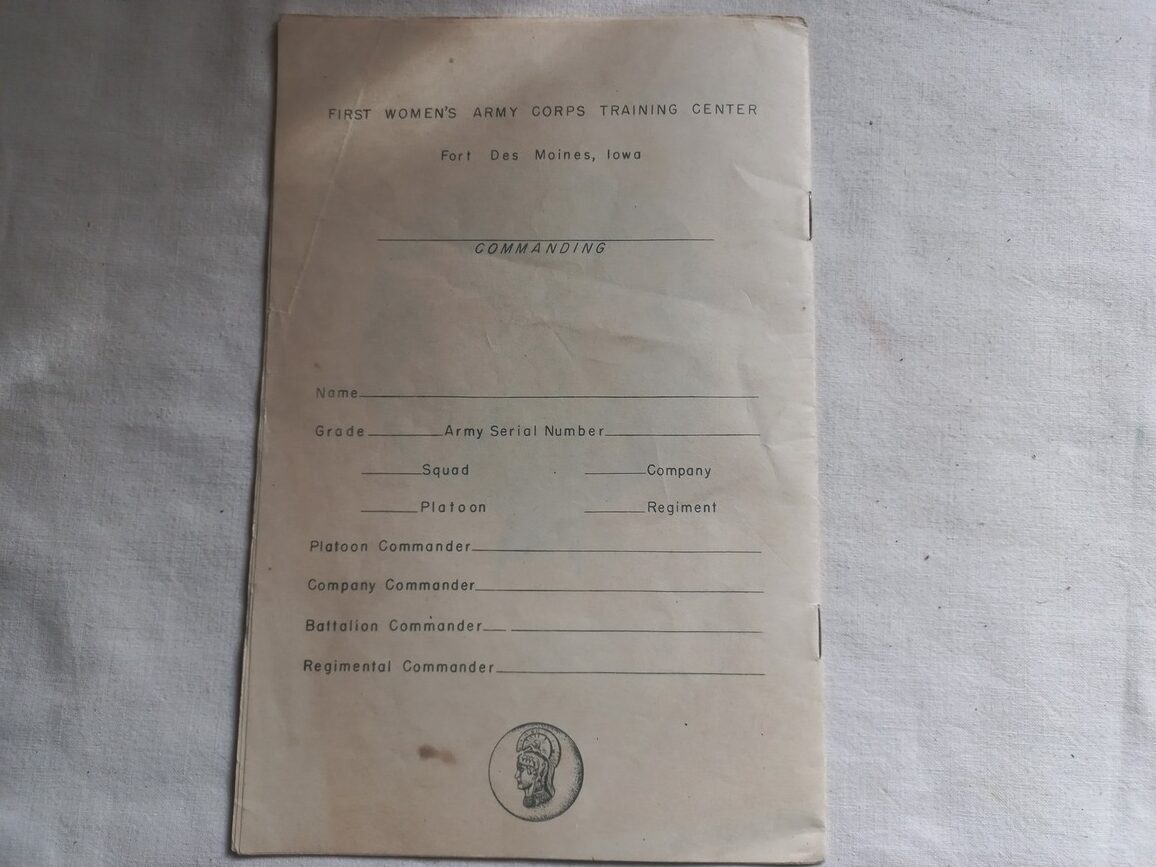 FIRST WOMEN'S ARMY CORPS TRAINING CENTER
Fort Des Moines, Iowa
COMMANDING
Name
Grade Army Serial Number
Squad Company
Platoon Regiment
Platoon Commander
Company Commander
Battalion Commander
Regimental Commander